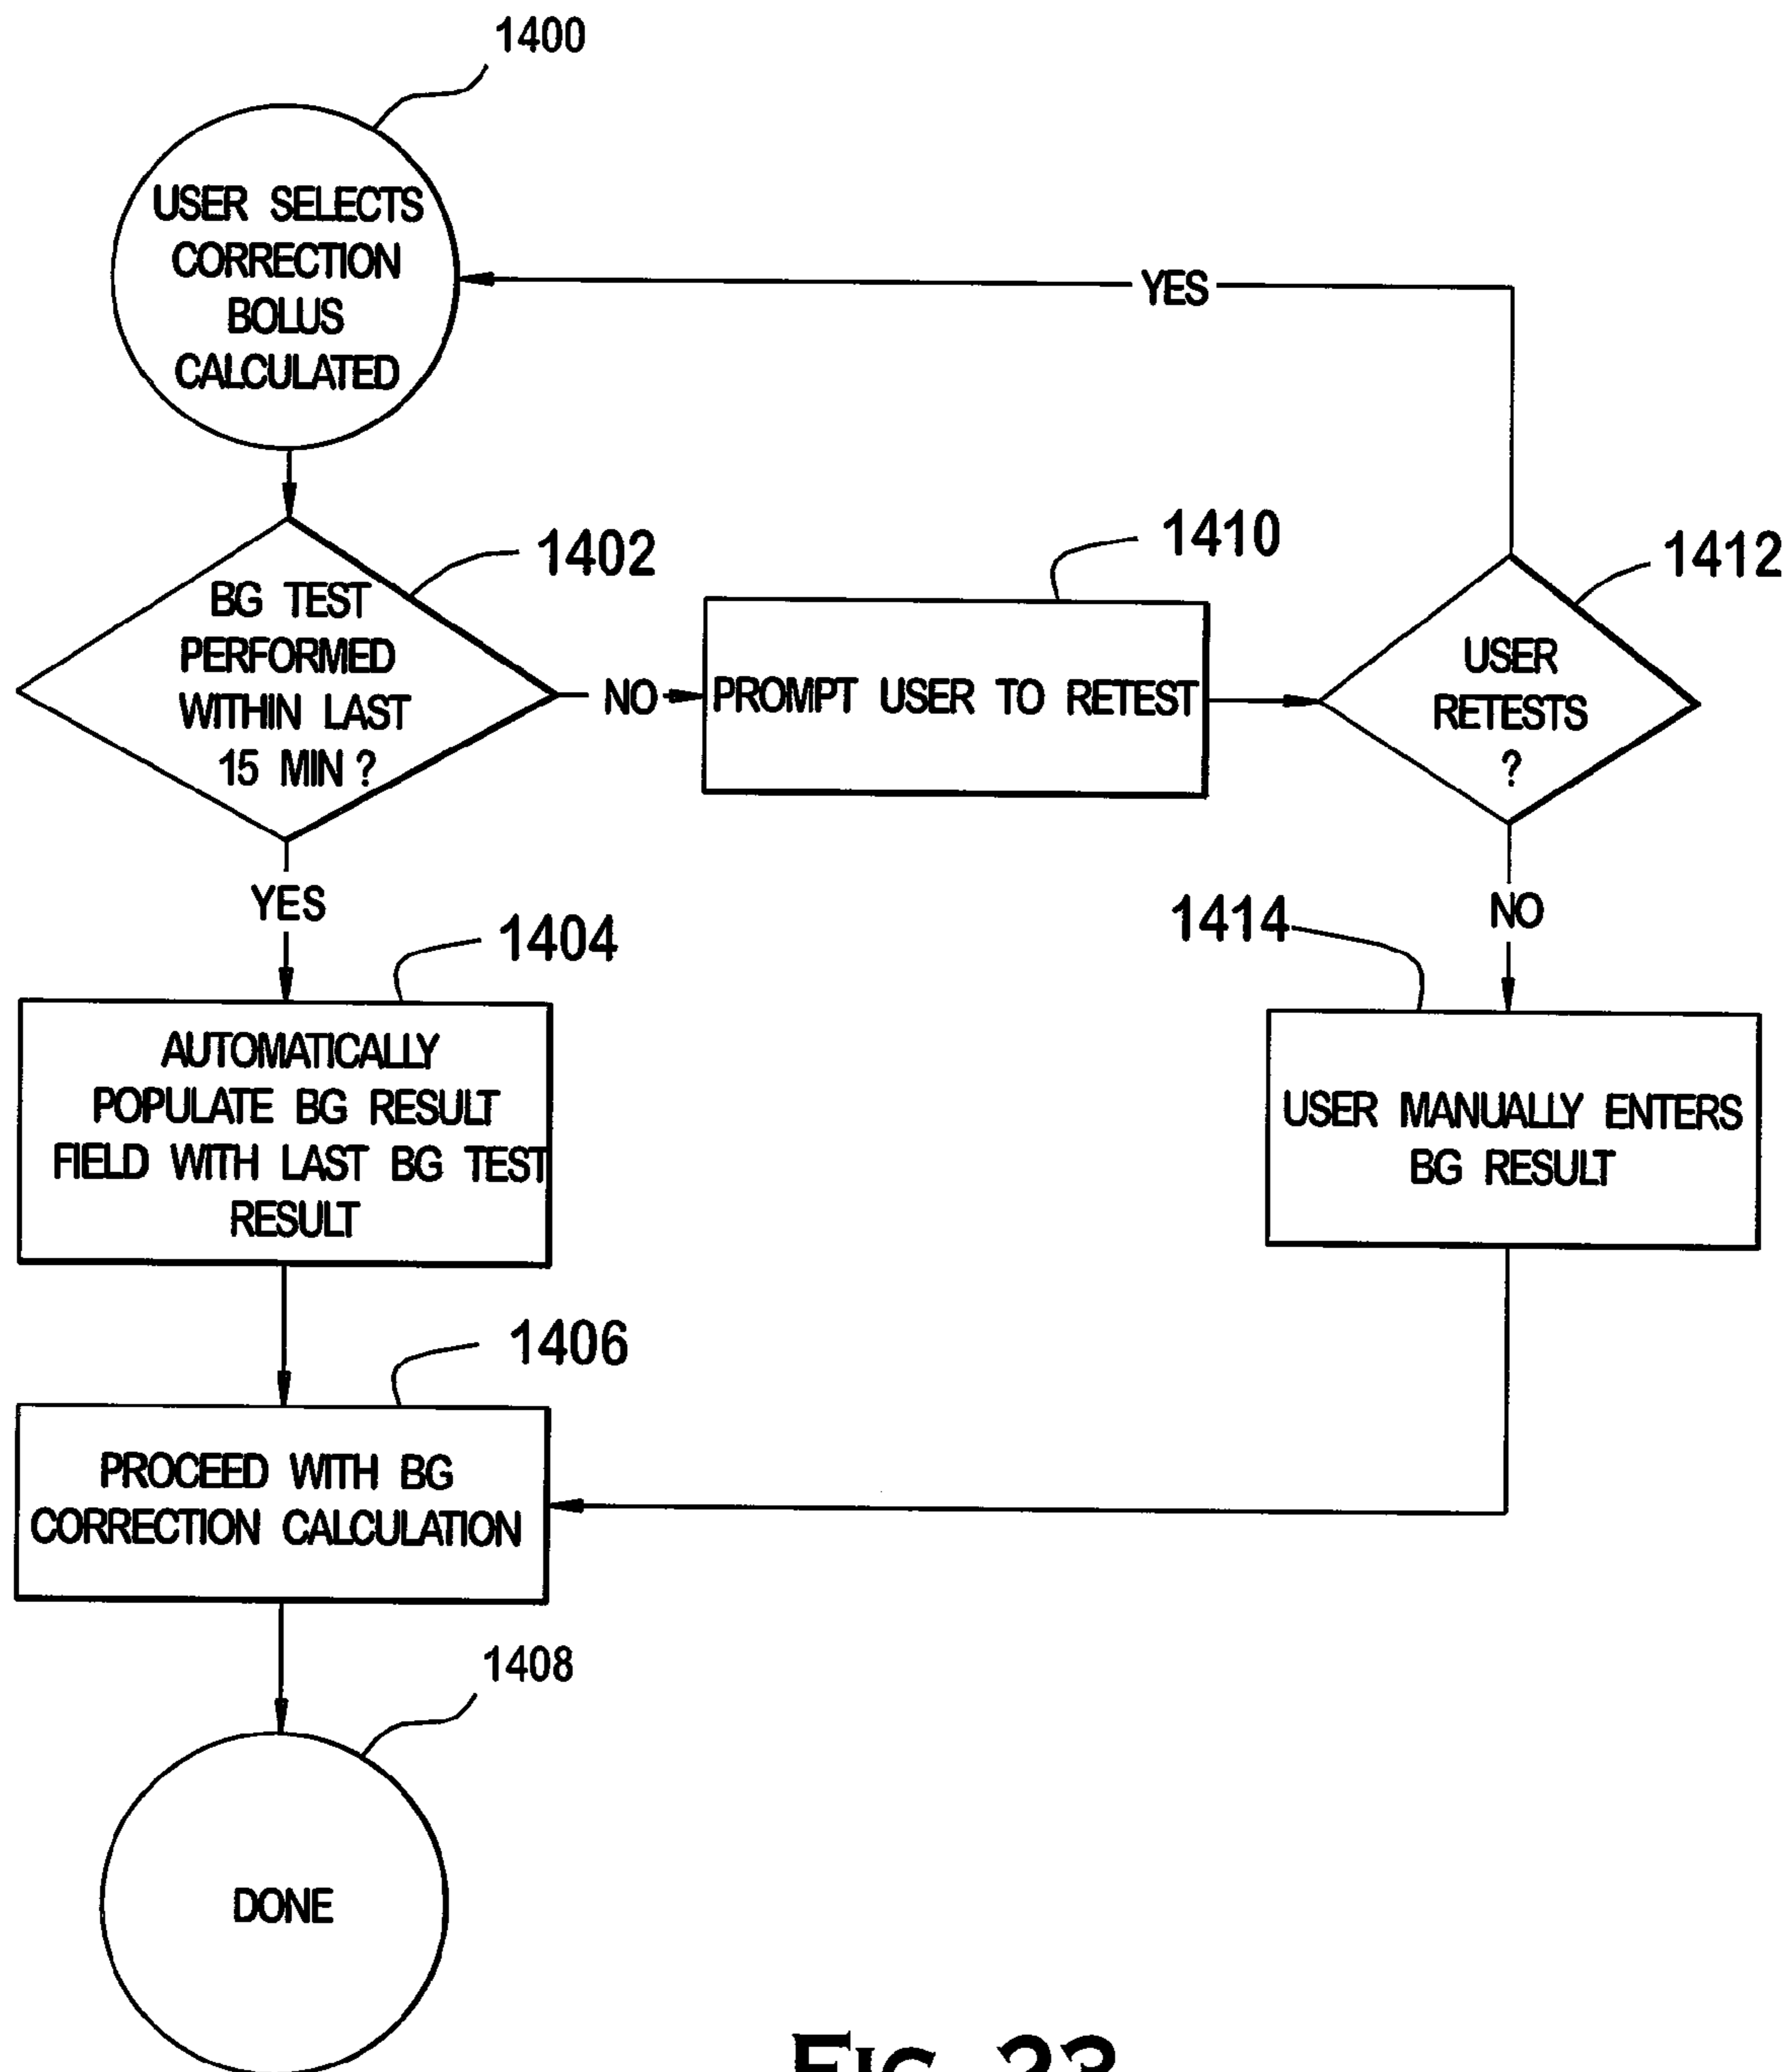 1400
USER SELECTS
CORRECTION
BOLUS
CALCULATED
YES
1402
BG TEST
PERFORMED
WITHIN LAST
15 MIN ?
NO
1410
PROMPT USER TO RETEST
1412
USER
RETESTS
?
YES
1404
AUTOMATICALLY
POPULATE BG RESULT
FIELD WITH LAST BG TEST
RESULT
NO
1414
USER MANUALLY ENTERS
BG RESULT
1406
PROCEED WITH BG
CORRECTION CALCULATION
1408
DONE
FIG. 23